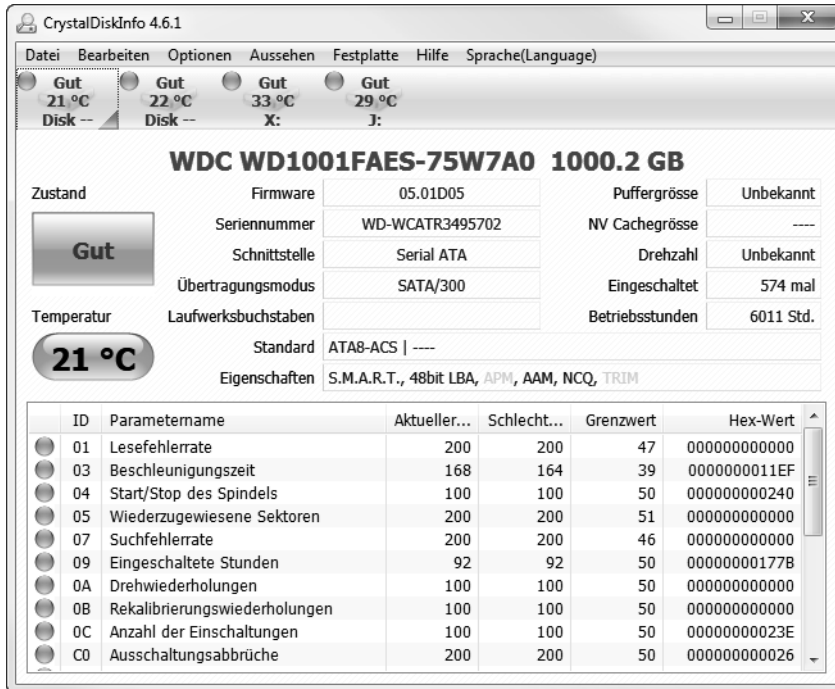 CrystalDiskInfo 4.6.1
Datei Bearbeiten Optionen Aussehen Festplatte Hilfe Sprache(Language)
Gut Gut Gut Gut
21 °C 22 °C 33 °C 29 °C
Disk -- Disk -- X: J:
WDC WD1001FAES-75W7A0 1000.2 GB
Zustand Firmware 05.01D05 Puffergrösse Unbekannt
Gut Seriennummer WD-WCATR3495702 NV Cachegrösse ----
Schnittstelle Serial ATA Drehzahl Unbekannt
Übertragungsmodus SATA/300 Eingeschaltet 574 mal
Temperatur Laufwerksbuchstaben Betriebsstunden 6011 Std.
21 °C Standard ATA8-ACS | ----
Eigenschaften S.M.A.R.T., 48bit LBA, APM, AAM, NCQ, TRIM
ID Parametername Aktueller... Schlecht... Grenzwert Hex-Wert
01 Lesefehlerrate 200 200 47 000000000000
03 Beschleunigungszeit 168 164 39 0000000011EF
04 Start/Stop des Spindels 100 100 50 000000000240
05 Wiederzugewiesene Sektoren 200 200 51 000000000000
07 Suchfehlerrate 200 200 46 000000000000
09 Eingeschaltete Stunden 92 92 50 00000000177B
0A Drehwiederholungen 100 100 50 000000000000
0B Rekalibrierungswiederholungen 100 100 50 000000000000
0C Anzahl der Einschaltungen 100 100 50 00000000023E
C0 Ausschaltungsabbrüche 200 200 50 000000000026